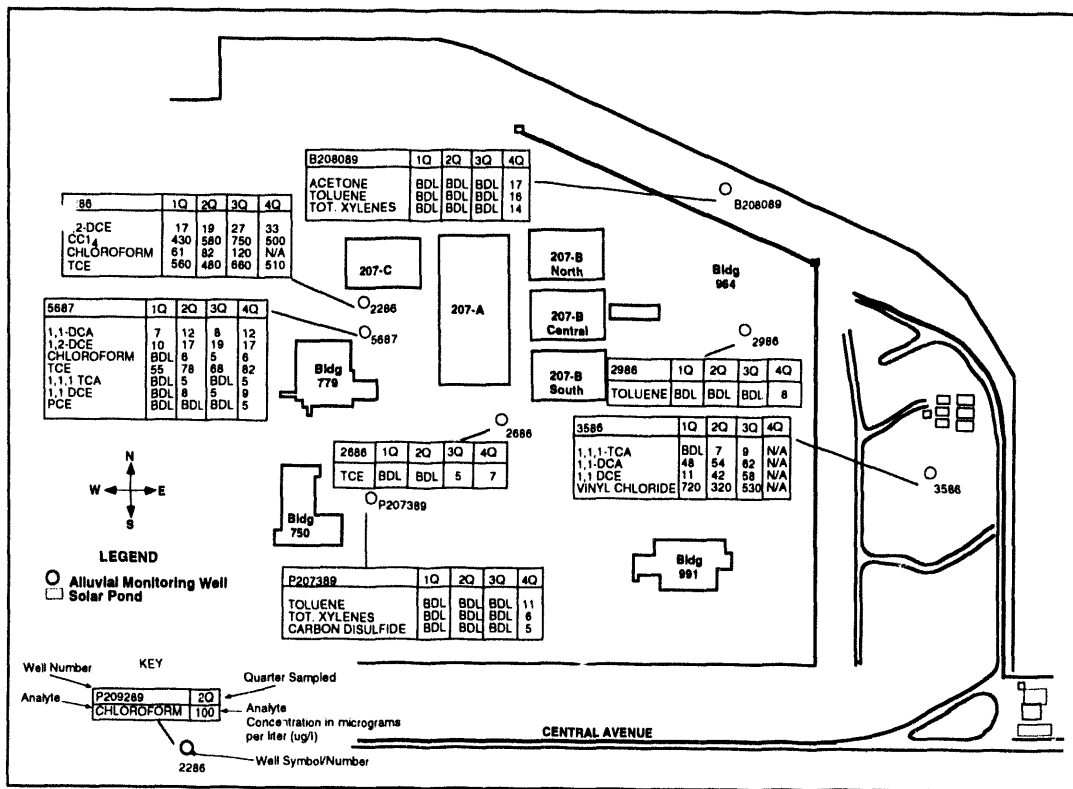 B208089 1Q 2Q 3Q 4Q
ACETONE BDL BDL BDL 17
TOLUENE BDL BDL BDL 16
TOT. XYLENES BDL BDL BDL 14
B208089
86 1Q 2Q 3Q 4Q
,2-DCE 17 19 27 33
CC14 430 580 750 500
CHLOROFORM 61 82 120 N/A
TCE 560 480 660 510
207-C
2286
207-A
207-B
North
207-B
Central
207-B
South
Bldg
964
5687 1Q 2Q 3Q 4Q
1,1-DCA 7 12 8 12
1,2-DCE 10 17 19 17
CHLOROFORM BDL 6 5 6
TCE 55 78 68 82
1,1,1 TCA BDL 5 BDL 5
1,1 DCE BDL 8 5 9
PCE BDL BDL BDL 5
5687
Bldg
779
2986
2986 1Q 2Q 3Q 4Q
TOLUENE BDL BDL BDL 8
3586 1Q 2Q 3Q 4Q
1,1,1-TCA BDL 7 9 N/A
1,1-DCA 48 54 62 N/A
1,1 DCE 11 42 58 N/A
VINYL CHLORIDE 720 320 530 N/A
3586
2686
2686 1Q 2Q 3Q 4Q
TCE BDL BDL 5 7
P207389
Bldg
750
N
W E
S
Bldg
991
P207389 1Q 2Q 3Q 4Q
TOLUENE BDL BDL BDL 11
TOT. XYLENES BDL BDL BDL 6
CARBON DISULFIDE BDL BDL BDL 5
LEGEND
Alluvial Monitoring Well
Solar Pond
KEY
Well Number
Quarter Sampled
P209289 2Q
Analyte
CHLOROFORM 100
Analyte
Concentration in micrograms
per liter (ug/l)
Well Symbol/Number
2286
CENTRAL AVENUE